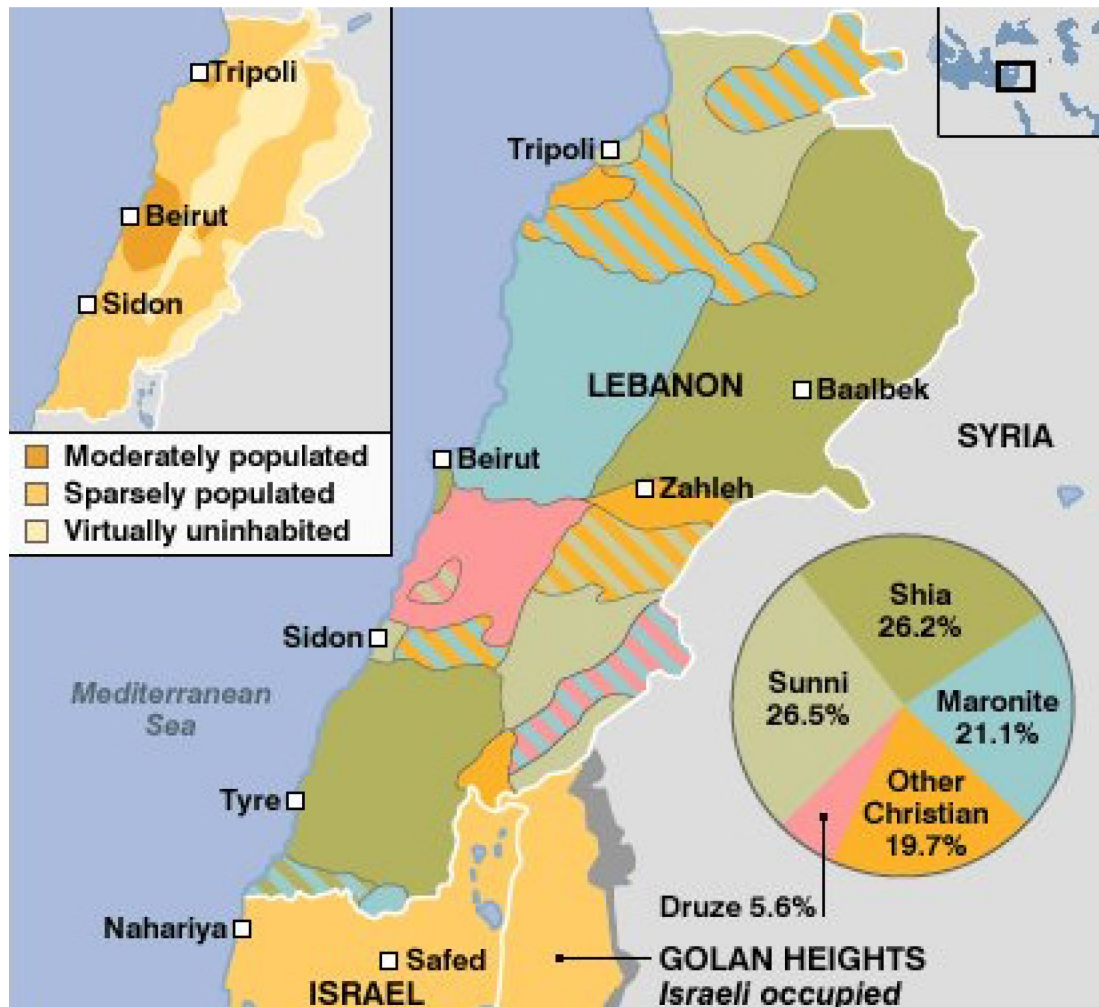 Tripoli
Beirut
Sidon
Moderately populated
Sparsely populated
Virtually uninhabited
Tripoli
LEBANON
Baalbek
SYRIA
Beirut
Zahleh
Sidon
Mediterranean
Sea
Tyre
Nahariya
Safed
ISRAEL
Shia
26.2%
Sunni
26.5%
Maronite
21.1%
Other
Christian
19.7%
Druze 5.6%
GOLAN HEIGHTS
Israeli occupied